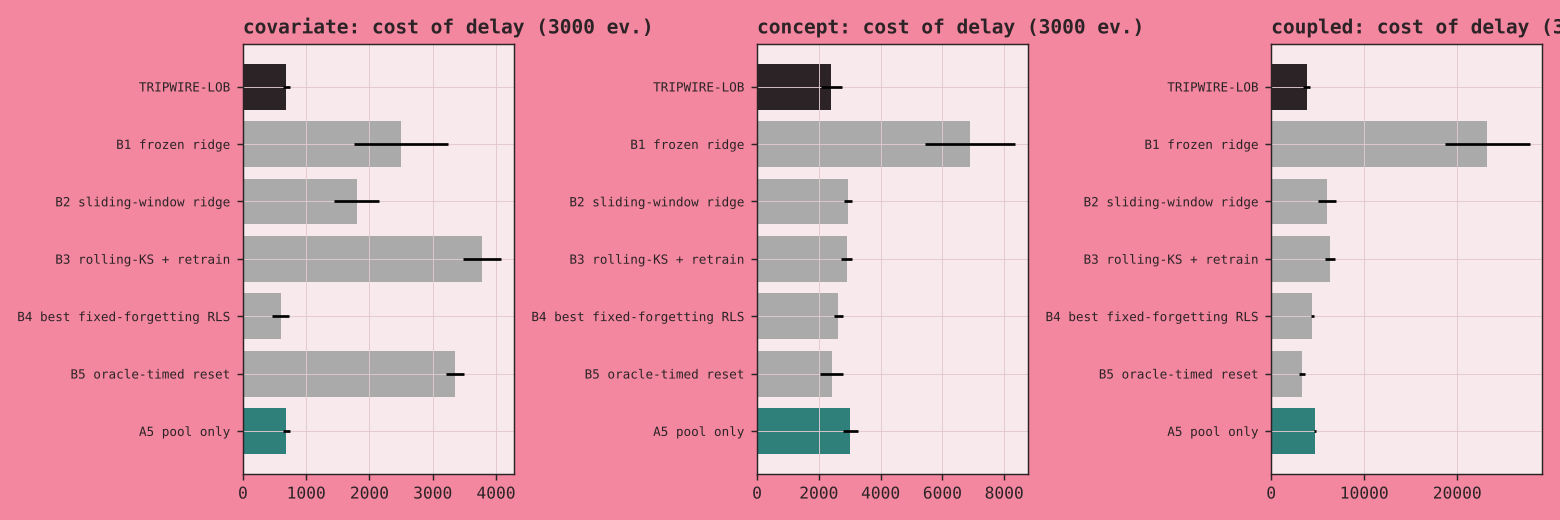 covariate: cost of delay (3000 ev.)
TRIPWIRE-LOB
B1 frozen ridge
B2 sliding-window ridge
B3 rolling-KS + retrain
B4 best fixed-forgetting RLS
B5 oracle-timed reset
A5 pool only
0 1000 2000 3000 4000
concept: cost of delay (3000 ev.)
TRIPWIRE-LOB
B1 frozen ridge
B2 sliding-window ridge
B3 rolling-KS + retrain
B4 best fixed-forgetting RLS
B5 oracle-timed reset
A5 pool only
0 2000 4000 6000 8000
coupled: cost of delay (3
TRIPWIRE-LOB
B1 frozen ridge
B2 sliding-window ridge
B3 rolling-KS + retrain
B4 best fixed-forgetting RLS
B5 oracle-timed reset
A5 pool only
0 10000 20000